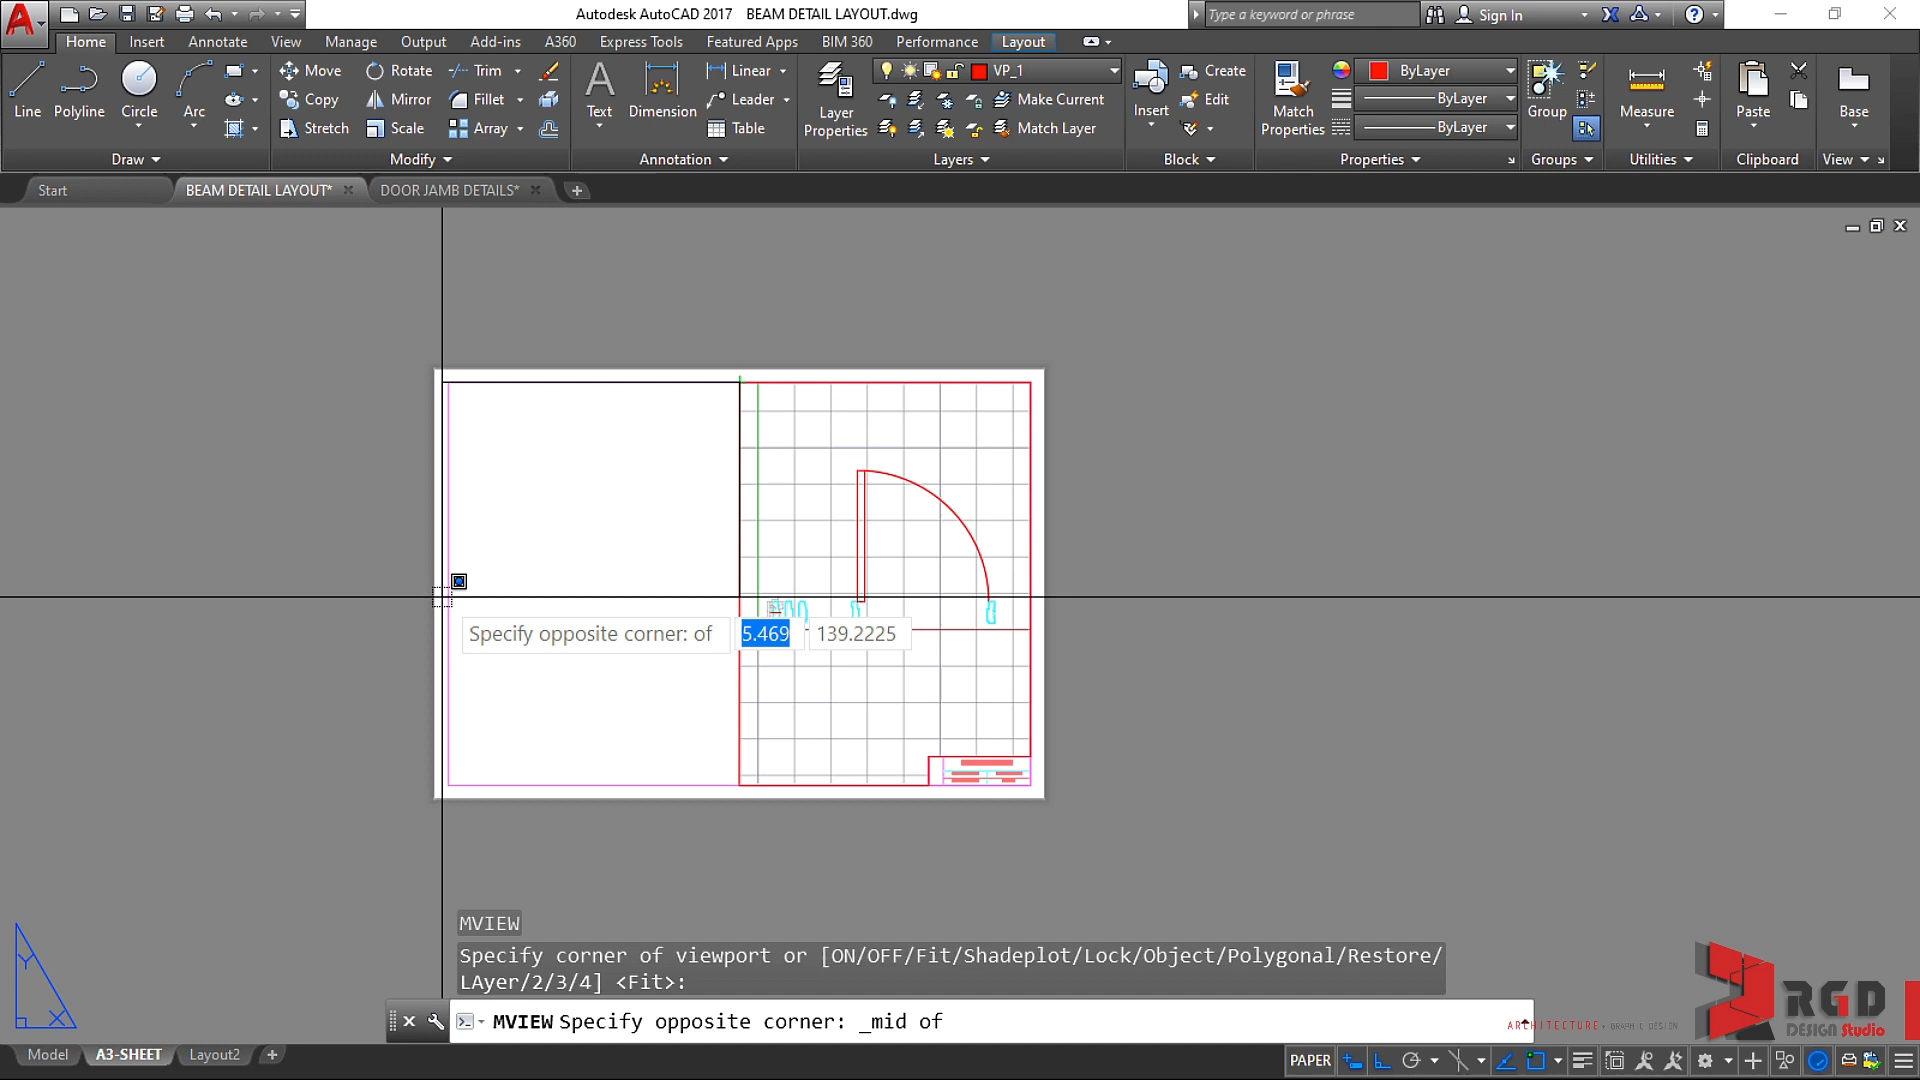 Autodesk AutoCAD 2017 BEAM DETAIL LAYOUT.dwg
Type a keyword or phrase
Sign In
Home Insert Annotate View Manage Output Add-ins A360 Express Tools Featured Apps BIM 360 Performance Layout
Line Polyline Circle Arc
Move Rotate Trim
Copy Mirror Fillet
Stretch Scale Array
Text Dimension
Linear
Leader
Table
Layer Properties
VP_1
Make Current
Match Layer
Insert
Create
Edit
Match Properties
ByLayer
ByLayer
ByLayer
Group
Measure
Paste
Base
Draw Modify Annotation Layers Block Properties Groups Utilities Clipboard View
Start BEAM DETAIL LAYOUT* DOOR JAMB DETAILS*
Specify opposite corner: of 5.469 139.2225
MVIEW
Specify corner of viewport or [ON/OFF/Fit/Shadeplot/Lock/Object/Polygonal/Restore/
LAyer/2/3/4] <Fit>:
MVIEW Specify opposite corner: _mid of
Y
X
RGD
DESIGN Studio
ARCHITECTURE + GRAPHIC DESIGN
Model A3-SHEET Layout2
PAPER